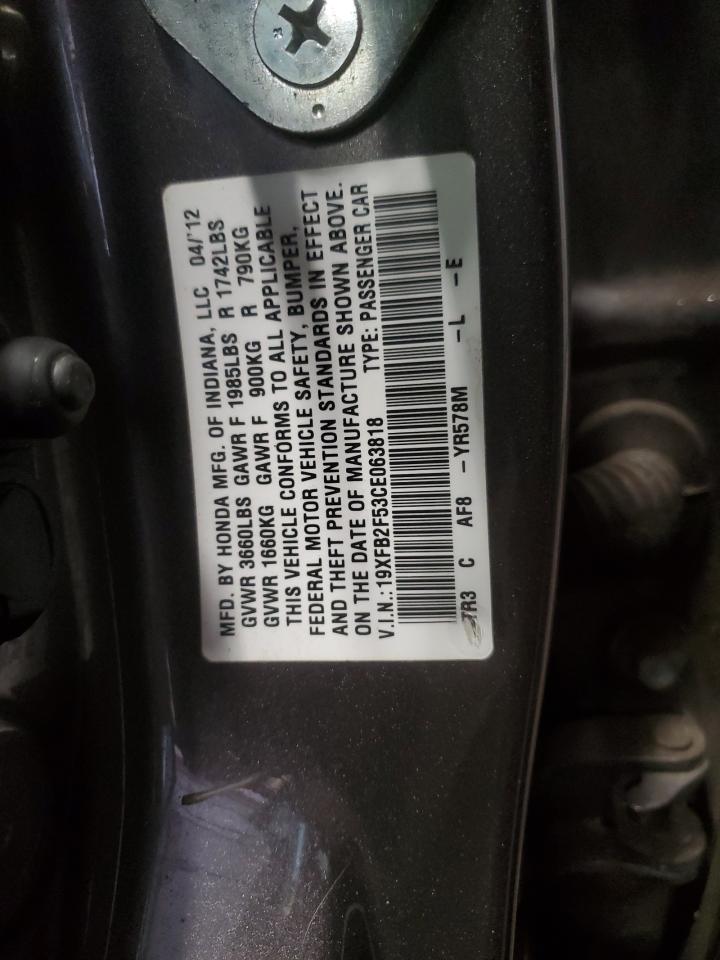 MFD. BY HONDA MFG. OF INDIANA, LLC 04/'12
GVWR 3660LBS GAWR F 1985LBS R 1742LBS
GVWR 1660KG GAWR F 900KG R 790KG
THIS VEHICLE CONFORMS TO ALL APPLICABLE
FEDERAL MOTOR VEHICLE SAFETY, BUMPER,
AND THEFT PREVENTION STANDARDS IN EFFECT
ON THE DATE OF MANUFACTURE SHOWN ABOVE.
V.I.N.:19XFB2F53CE063818 TYPE: PASSENGER CAR
TR3 C AF8 -YR578M -L -E